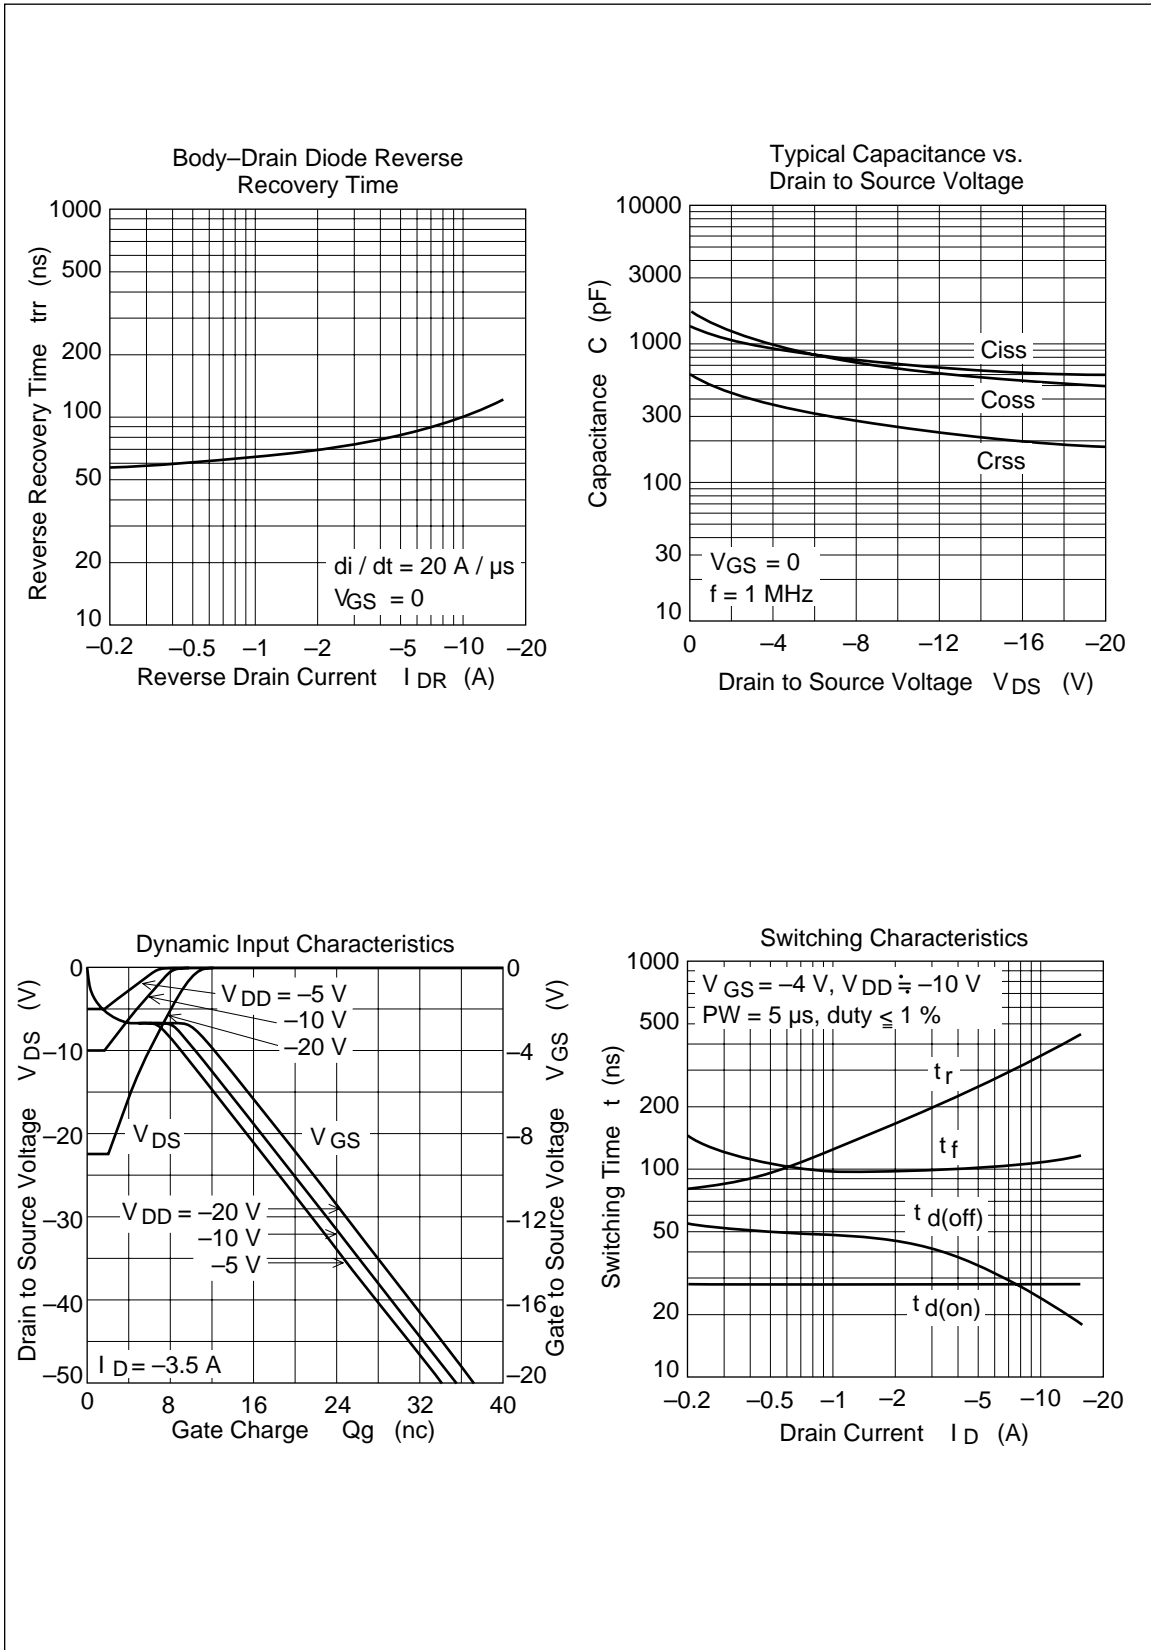 Body–Drain Diode Reverse
Recovery Time
1000
500
200
100
50
20
10
Reverse Recovery Time trr (ns)
di / dt = 20 A / µs
VGS = 0
–0.2 –0.5 –1 –2 –5 –10 –20
Reverse Drain Current I DR (A)
Typical Capacitance vs.
Drain to Source Voltage
10000
3000
1000
300
100
30
10
Capacitance C (pF)
Ciss
Coss
Crss
VGS = 0
f = 1 MHz
0 –4 –8 –12 –16 –20
Drain to Source Voltage V DS (V)
Dynamic Input Characteristics
0
–10
–20
–30
–40
–50
Drain to Source Voltage V DS (V)
V DD = –5 V
–10 V
–20 V
V DS
V GS
V DD = –20 V
–10 V
–5 V
I D = –3.5 A
0
–4
–8
–12
–16
–20
Gate to Source Voltage V GS (V)
0 8 16 24 32 40
Gate Charge Qg (nc)
Switching Characteristics
1000
500
200
100
50
20
10
Switching Time t (ns)
V GS = –4 V, V DD ≒ –10 V
PW = 5 µs, duty ≦ 1 %
t r
t f
t d(off)
t d(on)
–0.2 –0.5 –1 –2 –5 –10 –20
Drain Current I D (A)